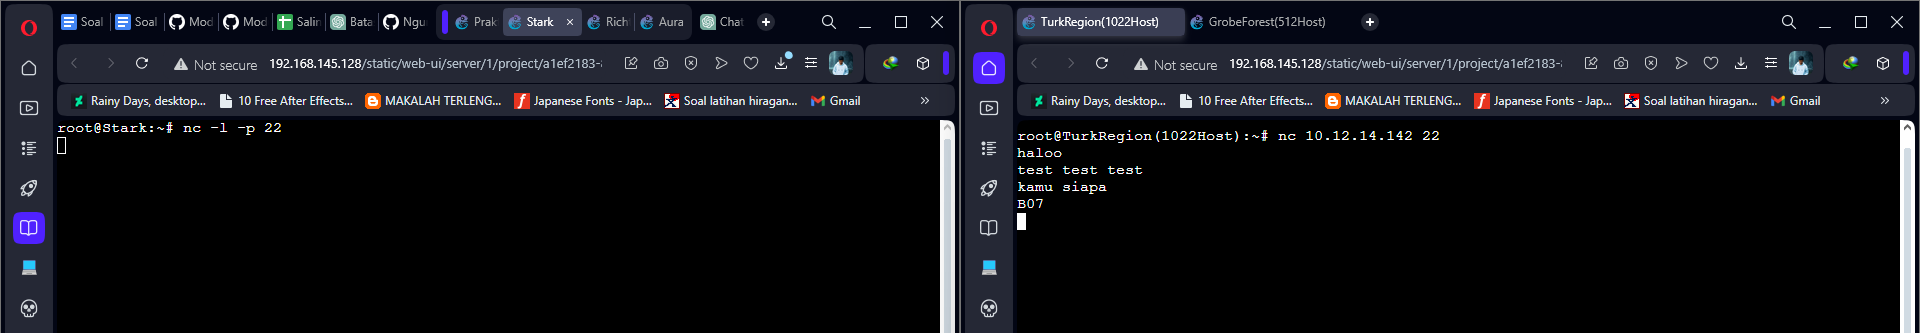 Soal
Soal
Mod
Mod
Salin
Bata
Ngu
Prak
Stark
Rich
Aura
Chat
Not secure 192.168.145.128/static/web-ui/server/1/project/a1ef2183-
Rainy Days, desktop...
10 Free After Effects...
MAKALAH TERLENG...
Japanese Fonts - Jap...
Soal latihan hiragan...
Gmail
root@Stark:~# nc -l -p 22
TurkRegion(1022Host)
GrobeForest(512Host)
Not secure 192.168.145.128/static/web-ui/server/1/project/a1ef2183-
Rainy Days, desktop...
10 Free After Effects...
MAKALAH TERLENG...
Japanese Fonts - Jap...
Soal latihan hiragan...
Gmail
root@TurkRegion(1022Host):~# nc 10.12.14.142 22
haloo
test test test
kamu siapa
B07